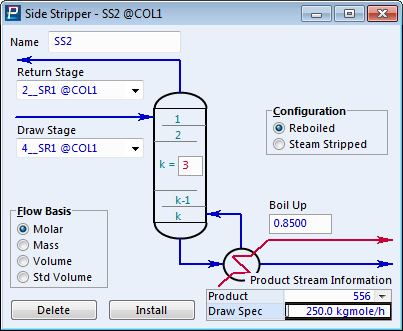 Side Stripper - SS2 @COL1
Name SS2
Return Stage
2__SR1 @COL1
Draw Stage
4__SR1 @COL1
1
2
k = 3
k-1
k
Configuration
Reboiled
Steam Stripped
Flow Basis
Molar
Mass
Volume
Std Volume
Boil Up
0.8500
Product Stream Information
Product 556
Draw Spec 250.0 kgmole/h
Delete Install